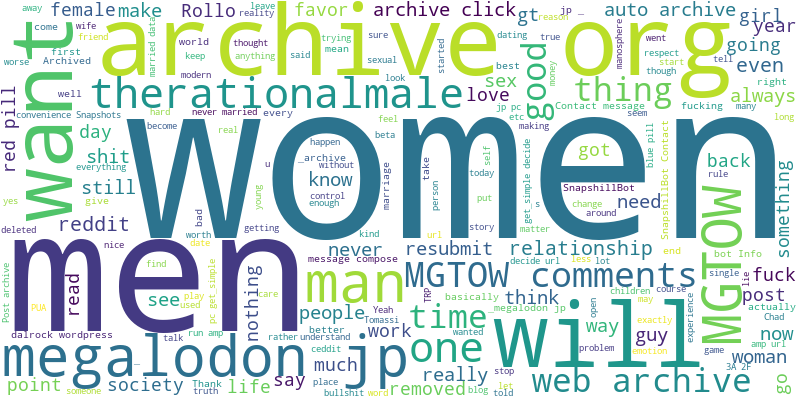 away wife female make Rollo favor archive click gt auto archive jp _ leave reason girl
friend reality world thought trying mean sure sexual started dating true manosphere year
come first Archived married data keep anything look best respect start went tell going
want archive org
worse modern therationalmale sex good thing though even
well love money right always
convenience Snapshots hard never married every feel jp pc etc Contact message fucking many
day become real happen beta making seem long
red pill women
shit everything _archive without u know take self got blue pill back
still give young control enough marriage person today get_simple decide SnapshillBot rule
yes put s change need SnapshillBot Contact something
deleted reddit worth bad getting kind story matter around MGTOW
nice date never url resubmit relationship end
men message compose decide url less lot bot Info
Post archive PUA read find nothing care man MGTOW comments single lie fuck
see play used pc get_simple TRP think children may course post
dalrock wordpress people Yeah Tomassi basically _megalodon jp open experience actually Chad
talk run amp rather understand better work time wanted way exactly guy game now
megalodon jp ceddit one will problem emotion woman amp url
point society Thank truth life say place much really stop web archive 3A 2F
someone bullshit word removed blog let told go